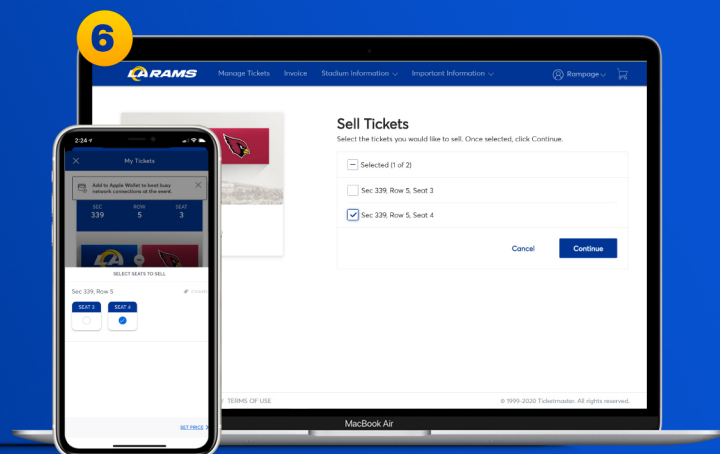 6
LA RAMS
Manage Tickets Invoice Stadium Information Important Information Rampage
Sell Tickets
Select the tickets you would like to sell. Once selected, click Continue.
Selected (1 of 2)
Sec 339, Row 5, Seat 3
Sec 339, Row 5, Seat 4
Cancel Continue
TERMS OF USE
© 1999-2020 Ticketmaster. All rights reserved.
MacBook Air
2:24
My Tickets
Add to Apple Wallet to beat busy
network connections at the event.
SEC ROW SEAT
339 5 3
SELECT SEATS TO SELL
Sec 339, Row 5
SEAT 3 SEAT 4
SET PRICE